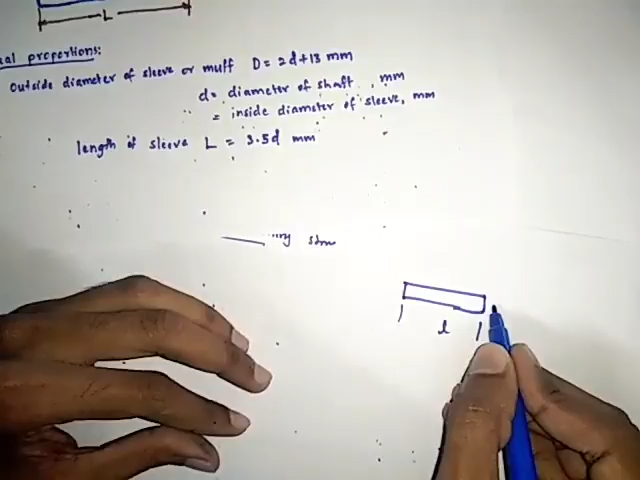 L
al proportions:
Outside diameter of sleeve or muff D = 2d+13 mm
d= diameter of shaft, mm
= inside diameter of sleeve, mm
length of sleeve L = 3.5d mm
l